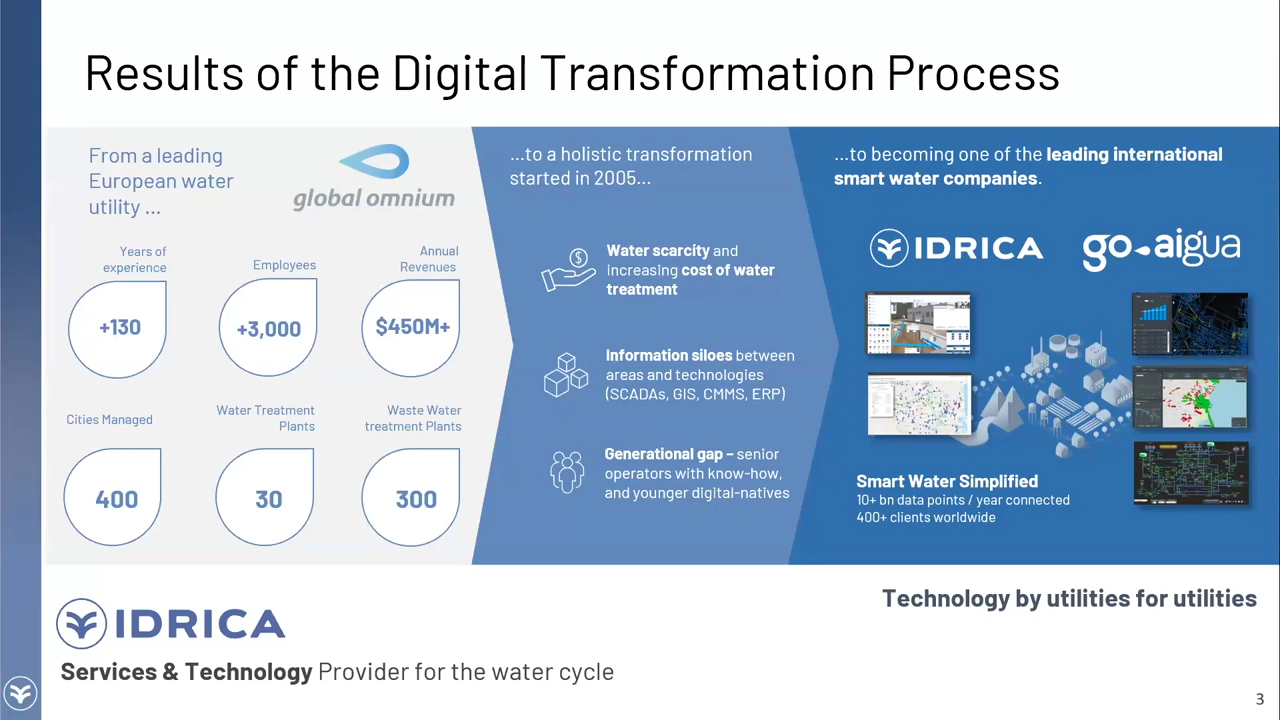 Results of the Digital Transformation Process
From a leading
European water
utility ...
global omnium
Years of
experience
+130
Employees
+3,000
Annual
Revenues
$450M+
Cities Managed
400
Water Treatment
Plants
30
Waste Water
treatment Plants
300
...to a holistic transformation
started in 2005...
$
Water scarcity and
increasing cost of water
treatment
Information siloes between
areas and technologies
(SCADAs, GIS, CMMS, ERP)
Generational gap – senior
operators with know-how,
and younger digital-natives
...to becoming one of the leading international
smart water companies.
IDRICA
go-aigua
Smart Water Simplified
10+ bn data points / year connected
400+ clients worldwide
Technology by utilities for utilities
IDRICA
Services & Technology Provider for the water cycle
3